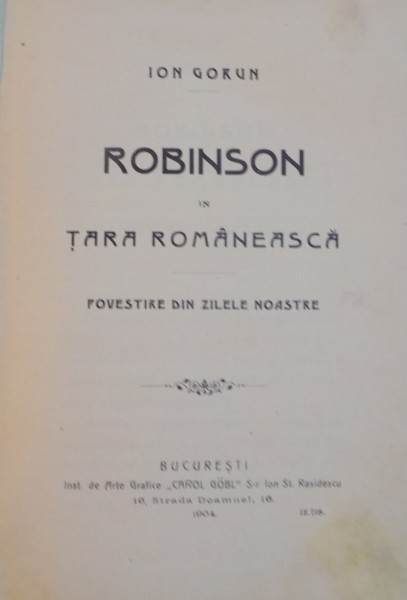 ION GORUN
ROBINSON
IN
ȚARA ROMÂNEASCĂ
POVESTIRE DIN ZILELE NOASTRE
BUCUREȘTI
Inst. de Arte Grafice „CAROL GÖBL” S-r Ion St. Rasidescu
16, Strada Doamnei, 16
1904